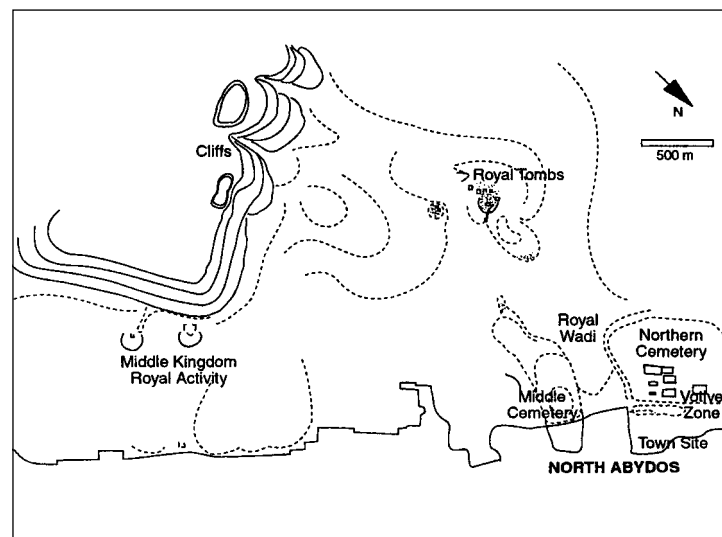 N
500 m
Cliffs
Royal Tombs
Royal
Wadi
Northern
Cemetery
Middle Kingdom
Royal Activity
Middle
Cemetery
Votive
Zone
Town Site
NORTH ABYDOS